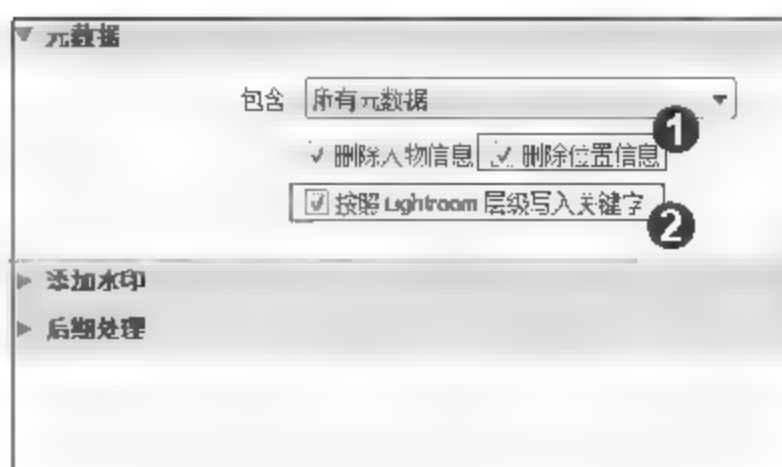 元数据
包含 所有元数据
删除人物信息 删除位置信息 1
按照 Lightroom 层级写入关键字 2
添加水印
后期处理